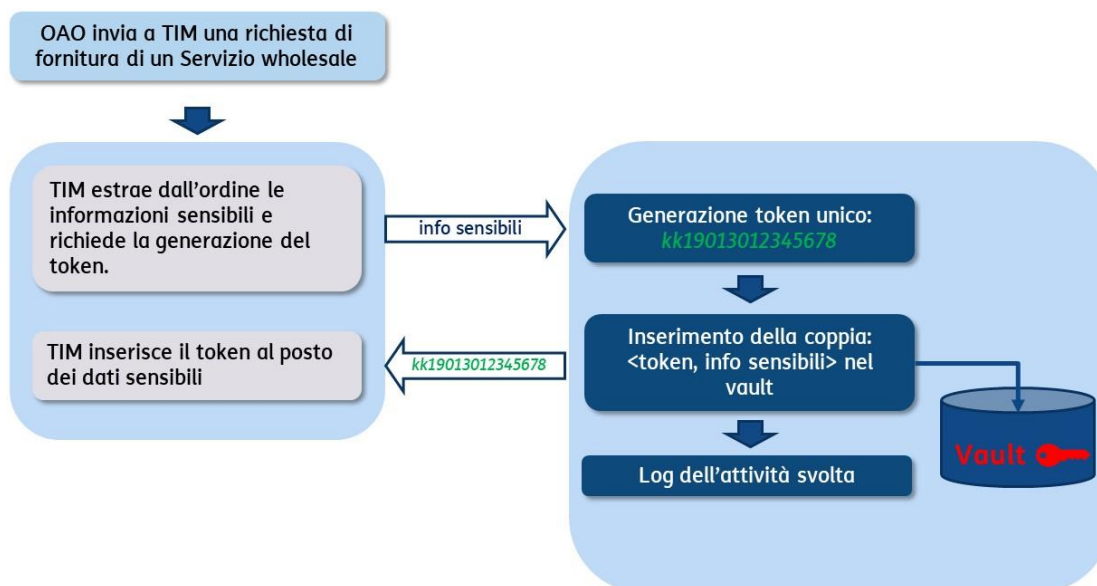 OAO invia a TIM una richiesta di
fornitura di un Servizio wholesale
TIM estrae dall'ordine le
informazioni sensibili e
richiede la generazione del
token.
info sensibili
Generazione token unico:
kk19013012345678
TIM inserisce il token al posto
dei dati sensibili
kk19013012345678
Inserimento della coppia:
<token, info sensibili> nel
vault
Vault
Log dell'attività svolta